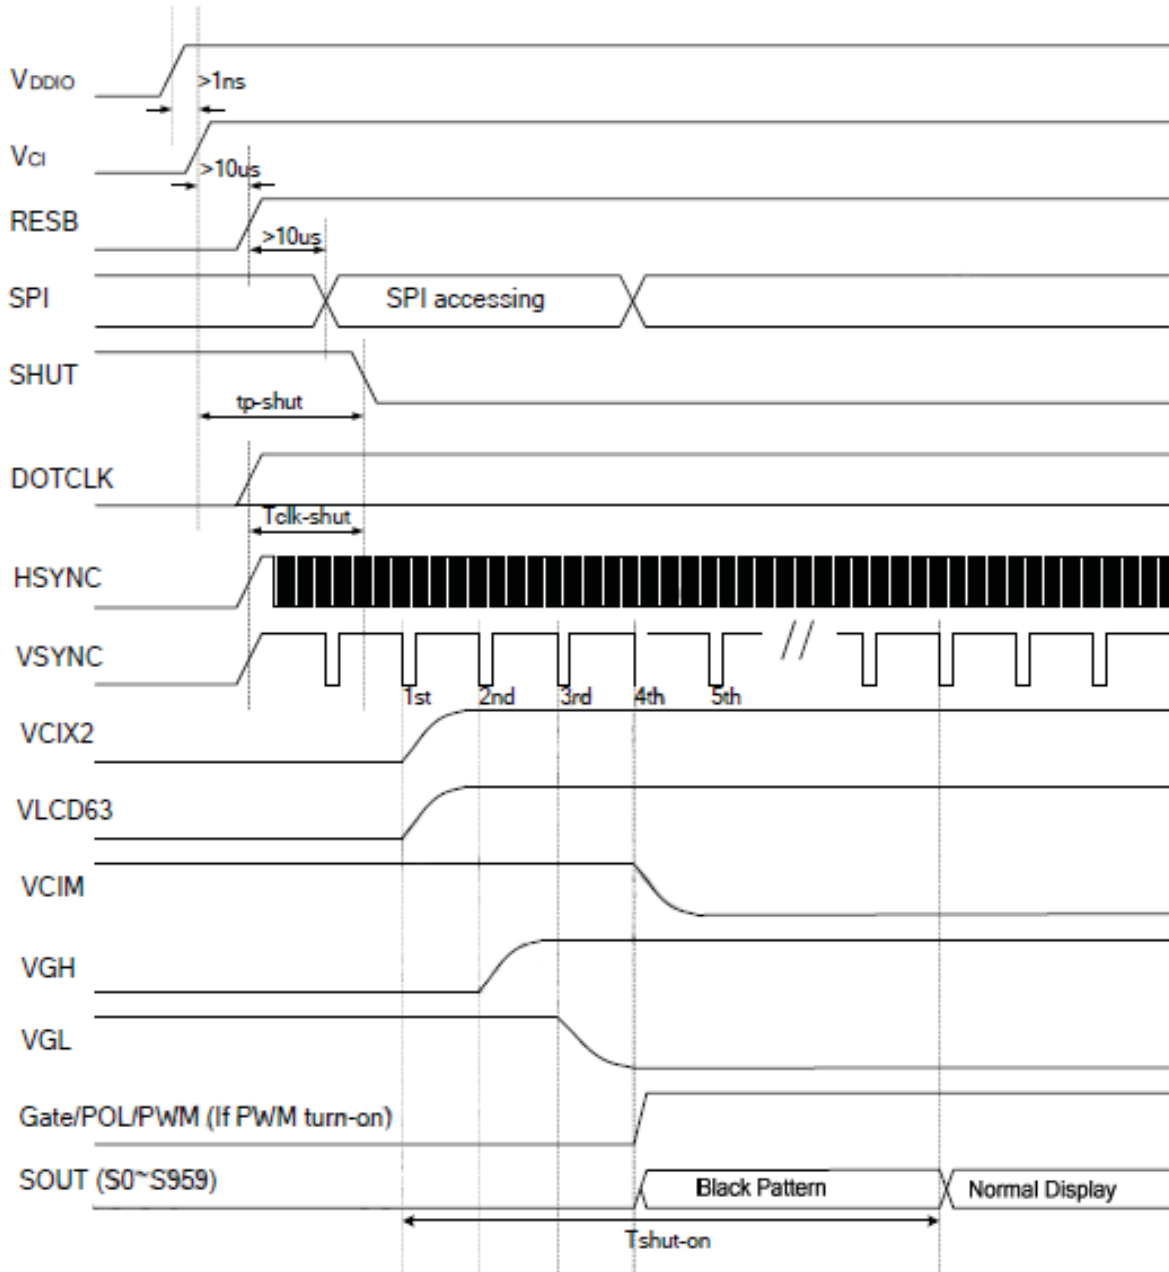 VDDIO
>1ns
VCI
>10us
RESB
>10us
SPI
SPI accessing
SHUT
tp-shut
DOTCLK
Tclk-shut
HSYNC
VSYNC
1st 2nd 3rd 4th 5th
VCIX2
VLCD63
VCIM
VGH
VGL
Gate/POL/PWM (If PWM turn-on)
SOUT (S0~S959)
Black Pattern
Normal Display
Tshut-on